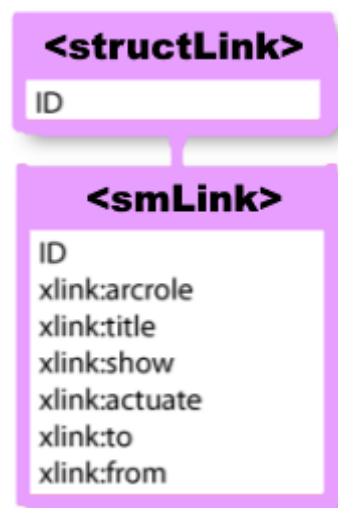 <structLink>
ID
<smLink>
ID
xlink:arcrole
xlink:title
xlink:show
xlink:actuate
xlink:to
xlink:from